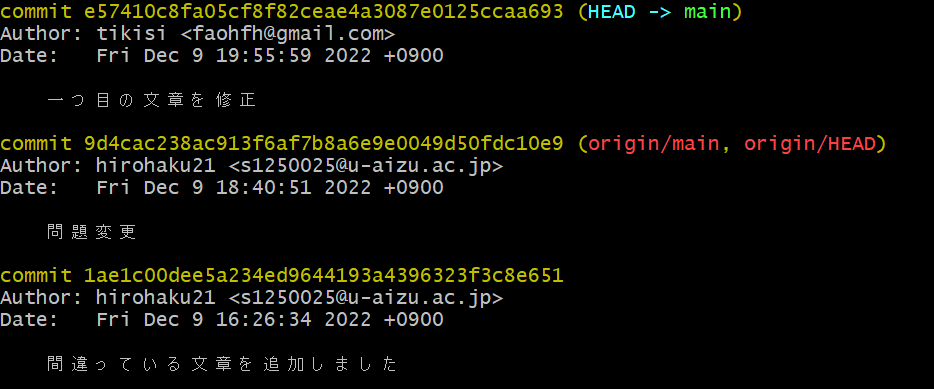 commit e57410c8fa05cf8f82ceae4a3087e0125ccaa693 (HEAD -> main)
Author: tikisi <faohfh@gmail.com>
Date:   Fri Dec 9 19:55:59 2022 +0900
一つ目の文章を修正
commit 9d4cac238ac913f6af7b8a6e9e0049d50fdc10e9 (origin/main, origin/HEAD)
Author: hirohaku21 <s1250025@u-aizu.ac.jp>
Date:   Fri Dec 9 18:40:51 2022 +0900
問題変更
commit 1ae1c00dee5a234ed9644193a4396323f3c8e651
Author: hirohaku21 <s1250025@u-aizu.ac.jp>
Date:   Fri Dec 9 16:26:34 2022 +0900
間違っている文章を追加しました